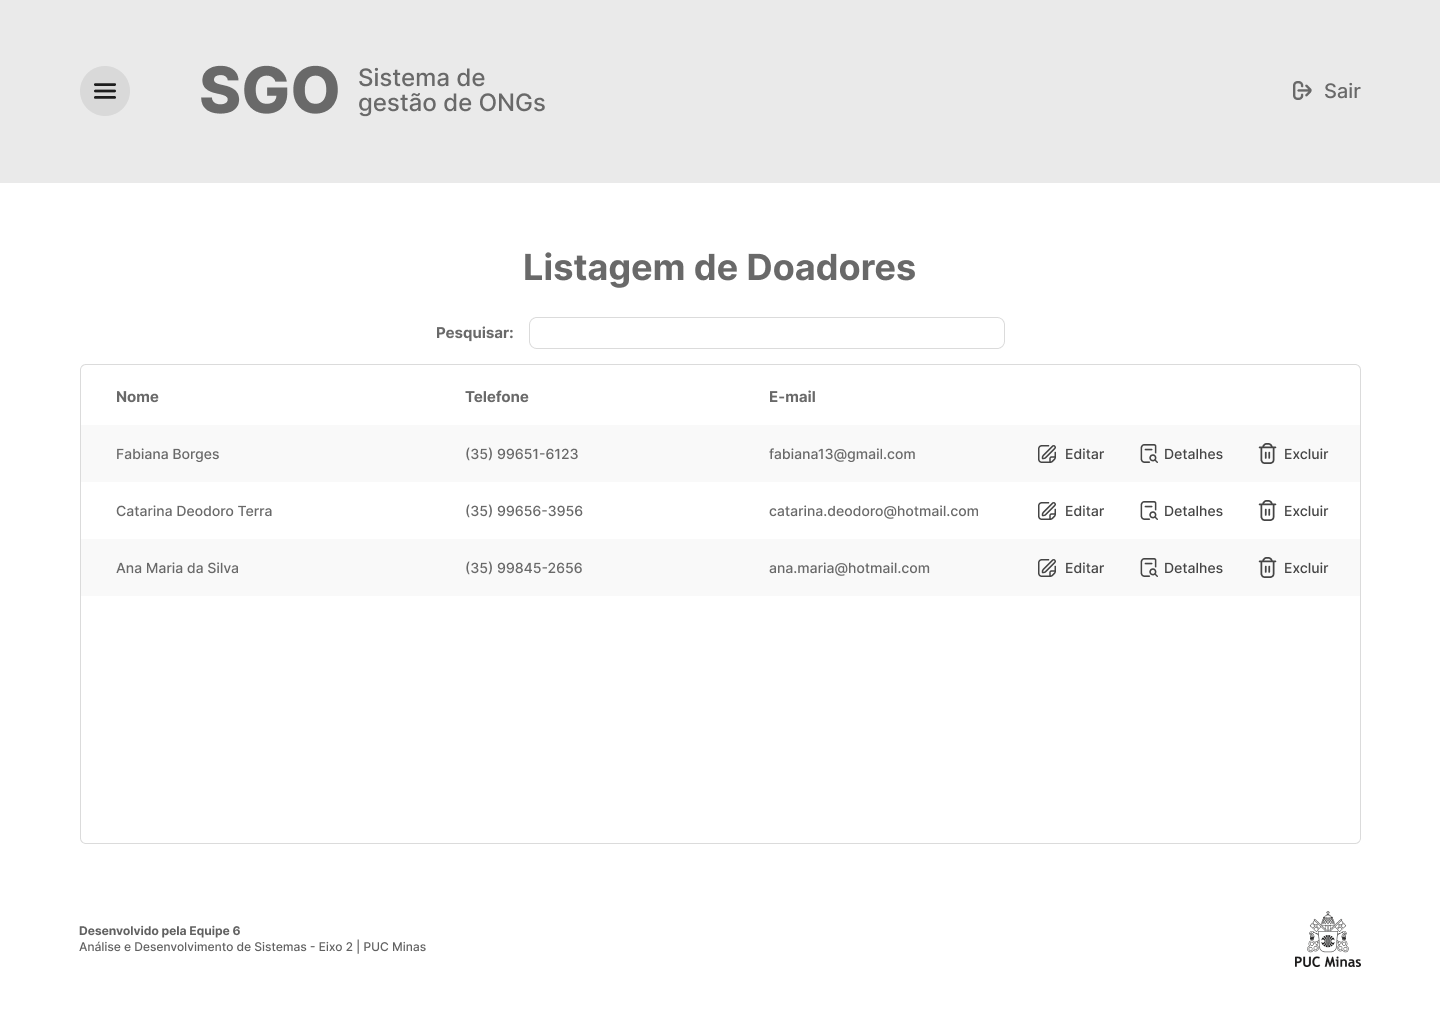 SGO
Sistema de
gestão de ONGs
Sair
Listagem de Doadores
Pesquisar:
Nome Telefone E-mail
Fabiana Borges (35) 99651-6123 fabiana13@gmail.com Editar Detalhes Excluir
Catarina Deodoro Terra (35) 99656-3956 catarina.deodoro@hotmail.com Editar Detalhes Excluir
Ana Maria da Silva (35) 99845-2656 ana.maria@hotmail.com Editar Detalhes Excluir
Desenvolvido pela Equipe 6
Análise e Desenvolvimento de Sistemas - Eixo 2 | PUC Minas
PUC Minas